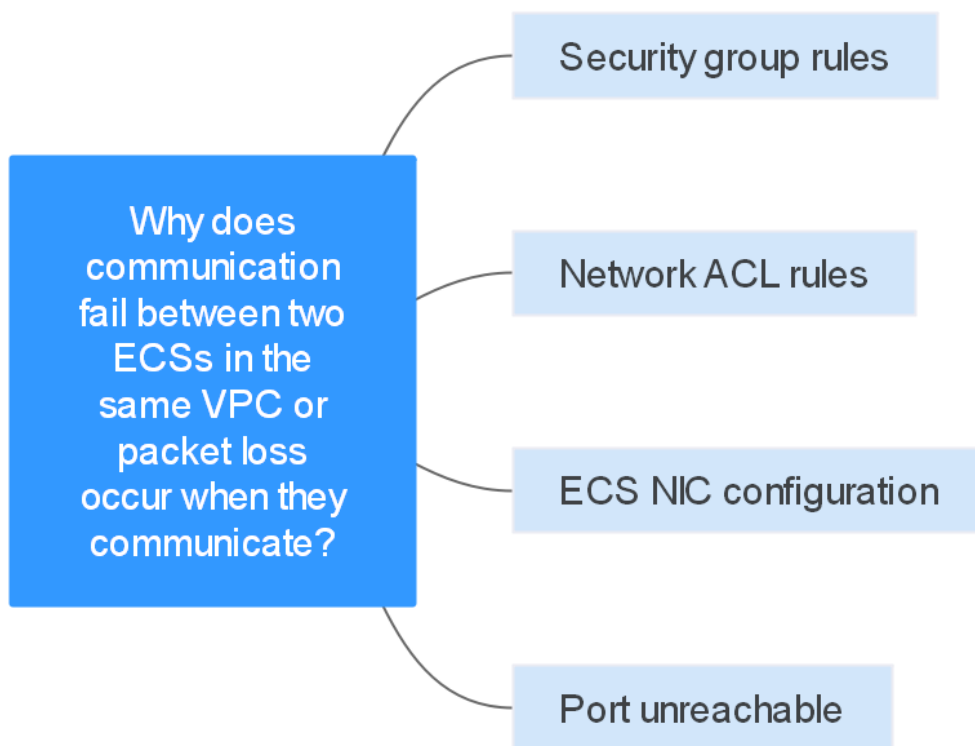 Why does
communication
fail between two
ECSs in the
same VPC or
packet loss
occur when they
communicate?
Security group rules
Network ACL rules
ECS NIC configuration
Port unreachable